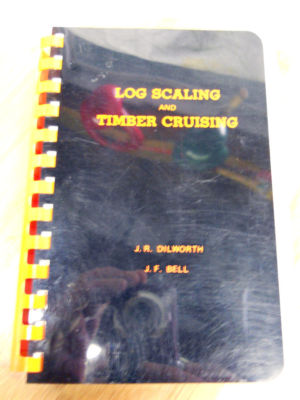 LOG SCALING
AND
TIMBER CRUISING
J. R. DILWORTH
J. F. BELL